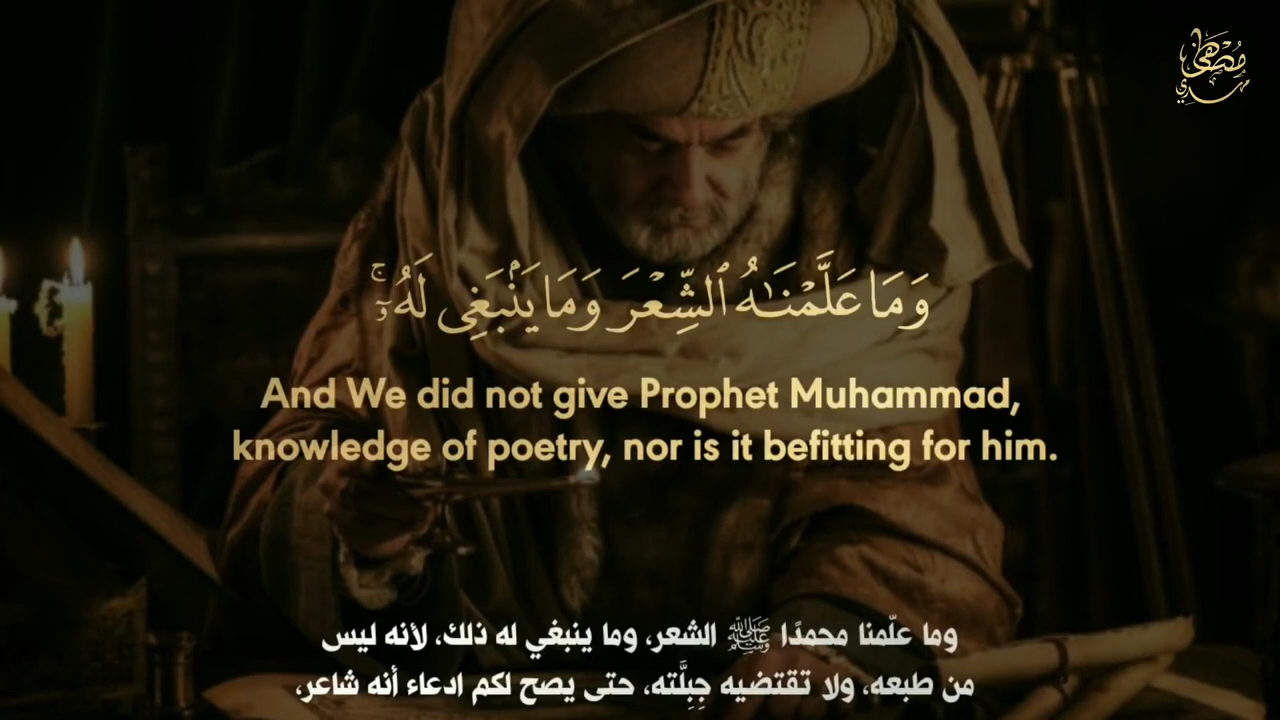 مصطفى
مهدي
وَمَا عَلَّمْنَٰهُ ٱلشِّعْرَ وَمَا يَنۢبَغِى لَهُۥٓ ۚ
And We did not give Prophet Muhammad,
knowledge of poetry, nor is it befitting for him.
وما علّمنا محمدًا ﷺ الشعر، وما ينبغي له ذلك، لأنه ليس
من طبعه، ولا تقتضيه جِبِلَّته، حتى يصح لكم ادعاء أنه شاعر،